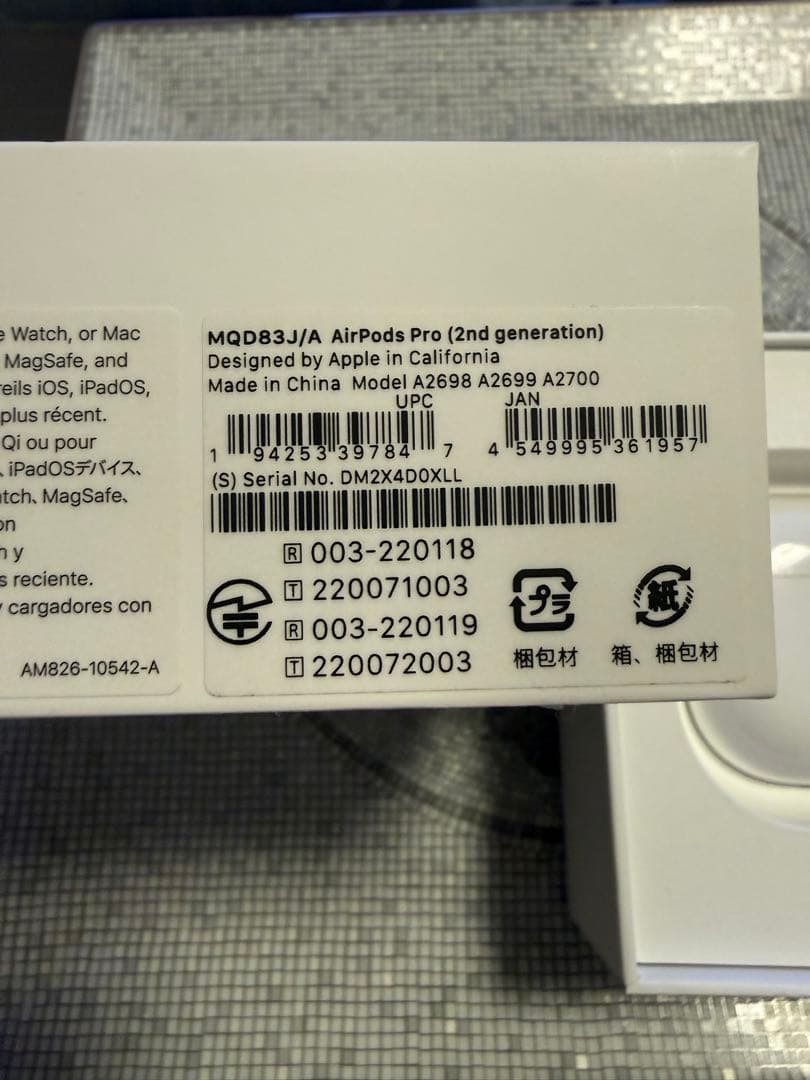 e Watch, or Mac
MagSafe, and
reils iOS, iPadOS,
plus récent.
Qi ou pour
、iPadOSデバイス、
atch、MagSafe、
on
n y
s reciente.
y cargadores con
AM826-10542-A
MQD83J/A AirPods Pro (2nd generation)
Designed by Apple in California
Made in China Model A2698 A2699 A2700
UPC JAN
1 94253 39784 7 4 549995 361957
(S) Serial No. DM2X4D0XLL
R 003-220118
T 220071003
R 003-220119
T 220072003
プラ 紙
梱包材 箱、梱包材